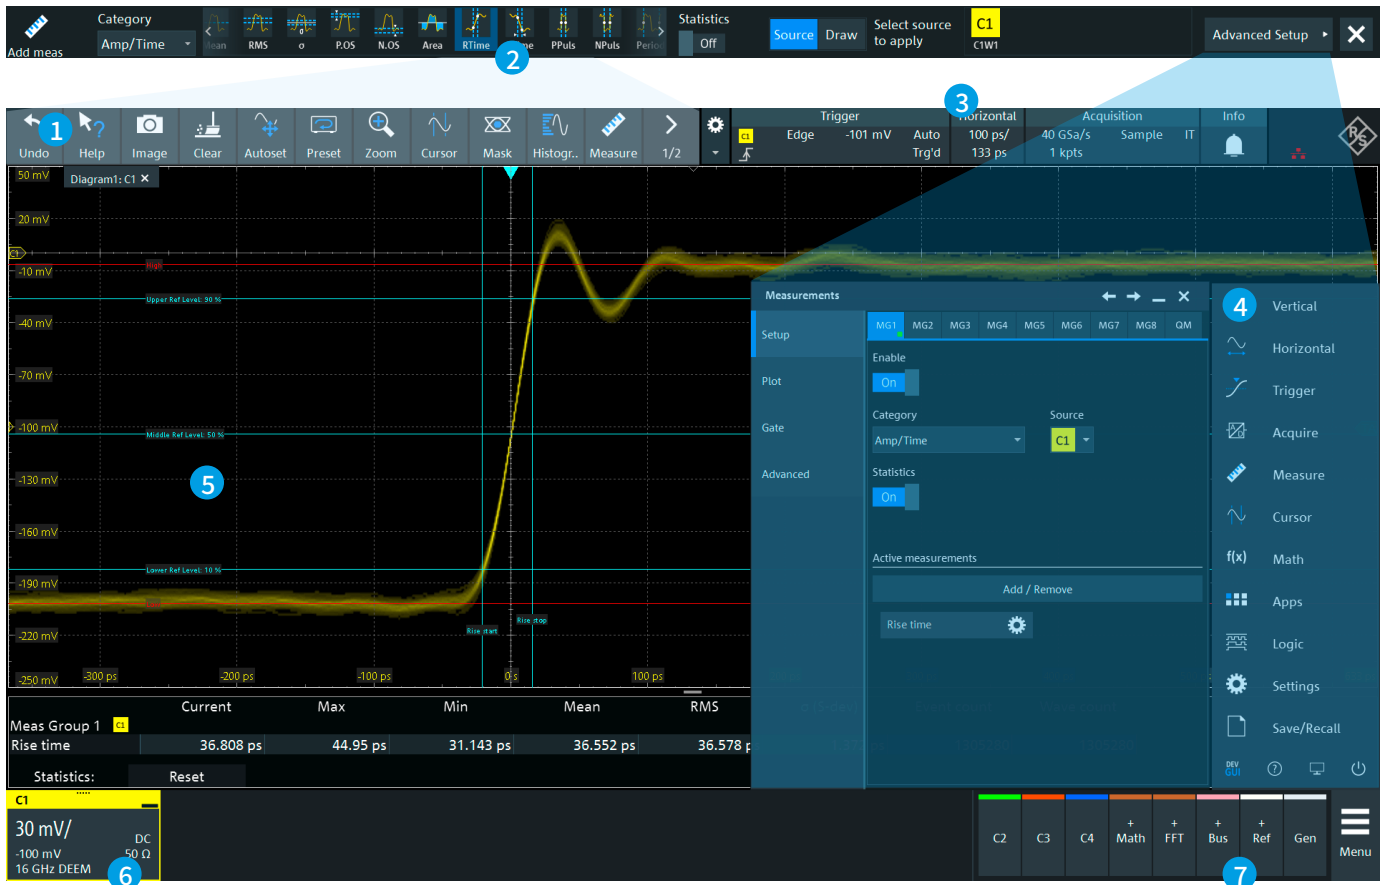 Add meas
Category
Amp/Time
RMS
σ
P.OS
N.OS
Area
RTime
PPuls
NPuls
Statistics
Off
Source
Draw
Select source
to apply
C1
C1W1
Advanced Setup
2
1
Undo
Help
Image
Clear
Autoset
Preset
Zoom
Cursor
Mask
Histogr..
Measure
1/2
C1
Trigger
Edge
-101 mV
Auto
Trg'd
3
Horizontal
100 ps/
133 ps
Acquisition
40 GSa/s
Sample
IT
1 kpts
Info
R&S
50 mV
Diagram1: C1
20 mV
C1
-10 mV
High
Upper Ref Level: 90 %
-40 mV
-70 mV
-100 mV
Middle Ref Level: 50 %
-130 mV
5
-160 mV
Lower Ref Level: 10 %
-190 mV
-220 mV
Rise start
Rise stop
-250 mV
-300 ps
-200 ps
-100 ps
0 s
100 ps
Measurements
Setup
Plot
Gate
Advanced
MG1
MG2
MG3
MG4
MG5
MG6
MG7
MG8
QM
Enable
On
Category
Source
Amp/Time
C1
Statistics
On
Active measurements
Add / Remove
Rise time
4
Vertical
Horizontal
Trigger
Acquire
Measure
Cursor
f(x)
Math
Apps
Logic
Settings
Save/Recall
DEV
GUI
Current
Max
Min
Mean
RMS
Meas Group 1
C1
Rise time
36.808 ps
44.95 ps
31.143 ps
36.552 ps
36.578 p
Statistics:
Reset
C1
30 mV/
DC
-100 mV
50 Ω
16 GHz DEEM
6
C2
C3
C4
+
Math
+
FFT
+
Bus
+
Ref
Gen
7
Menu